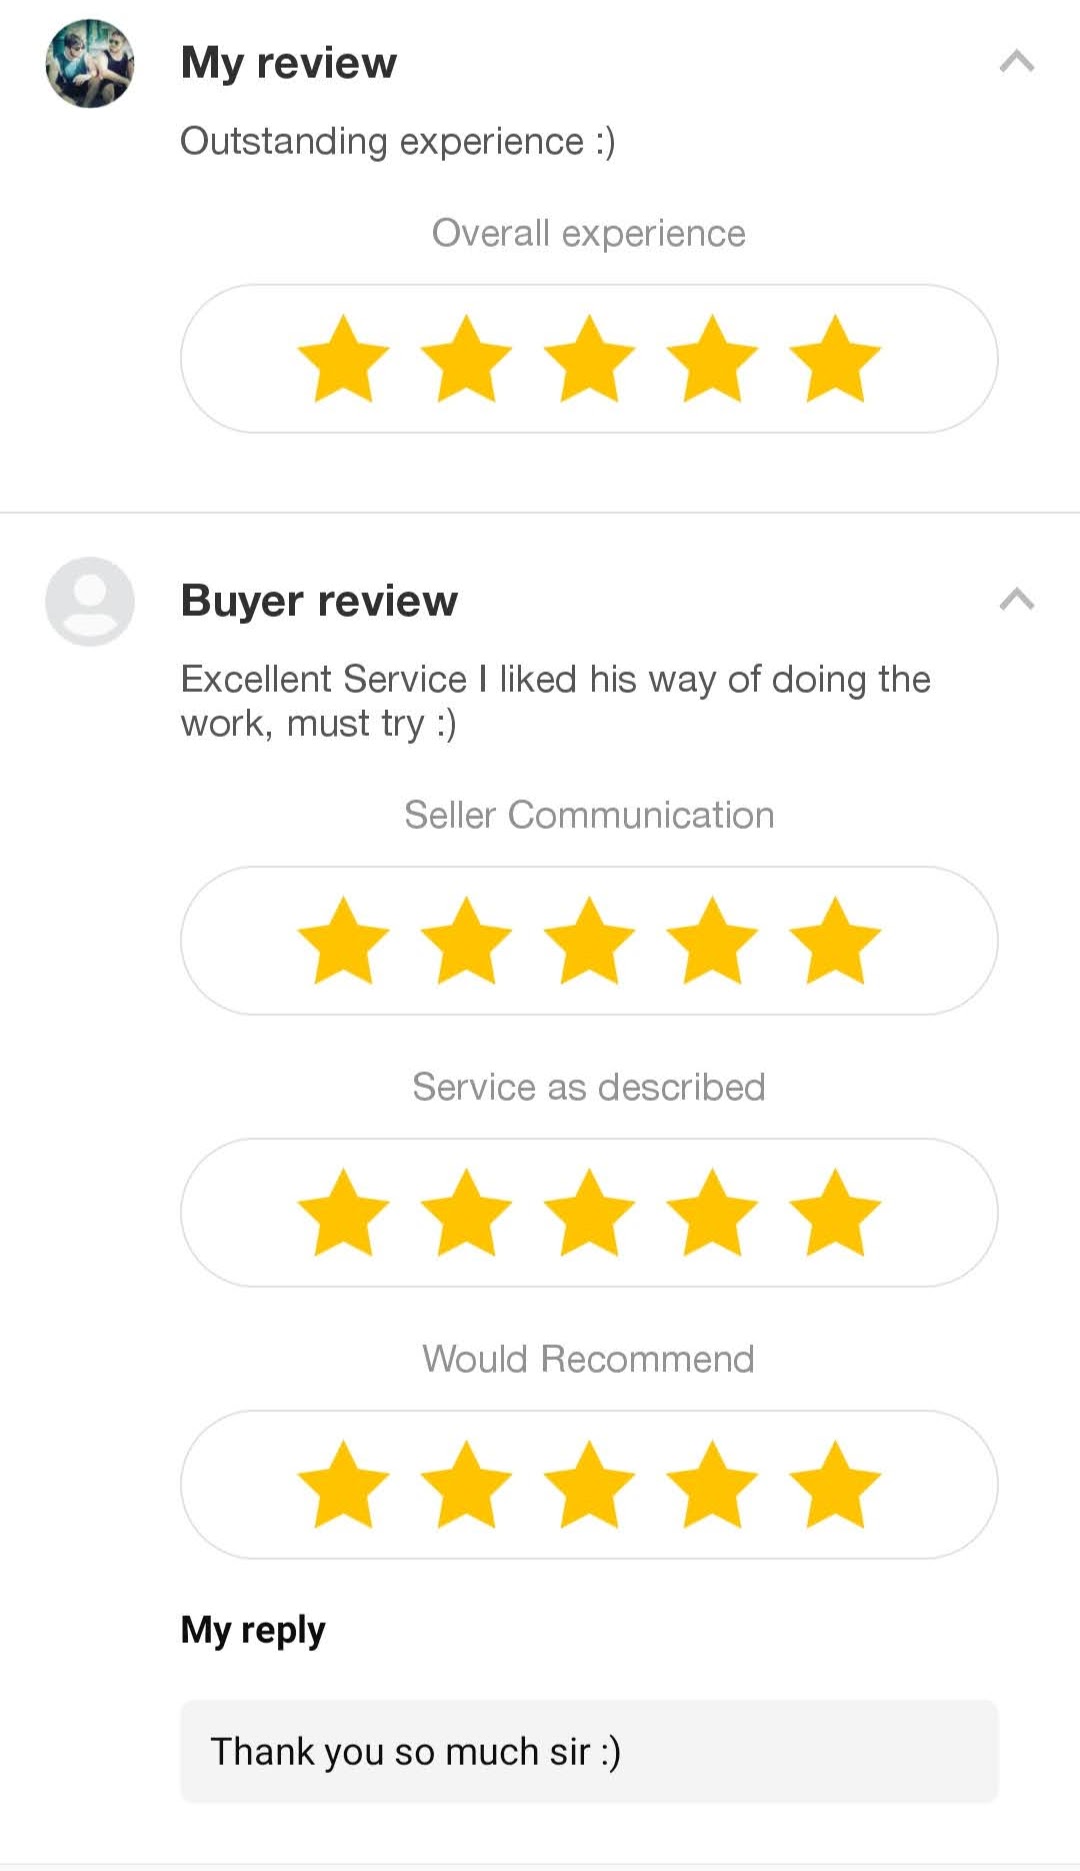 My review
Outstanding experience :)
Overall experience
Buyer review
Excellent Service I liked his way of doing the
work, must try :)
Seller Communication
Service as described
Would Recommend
My reply
Thank you so much sir :)